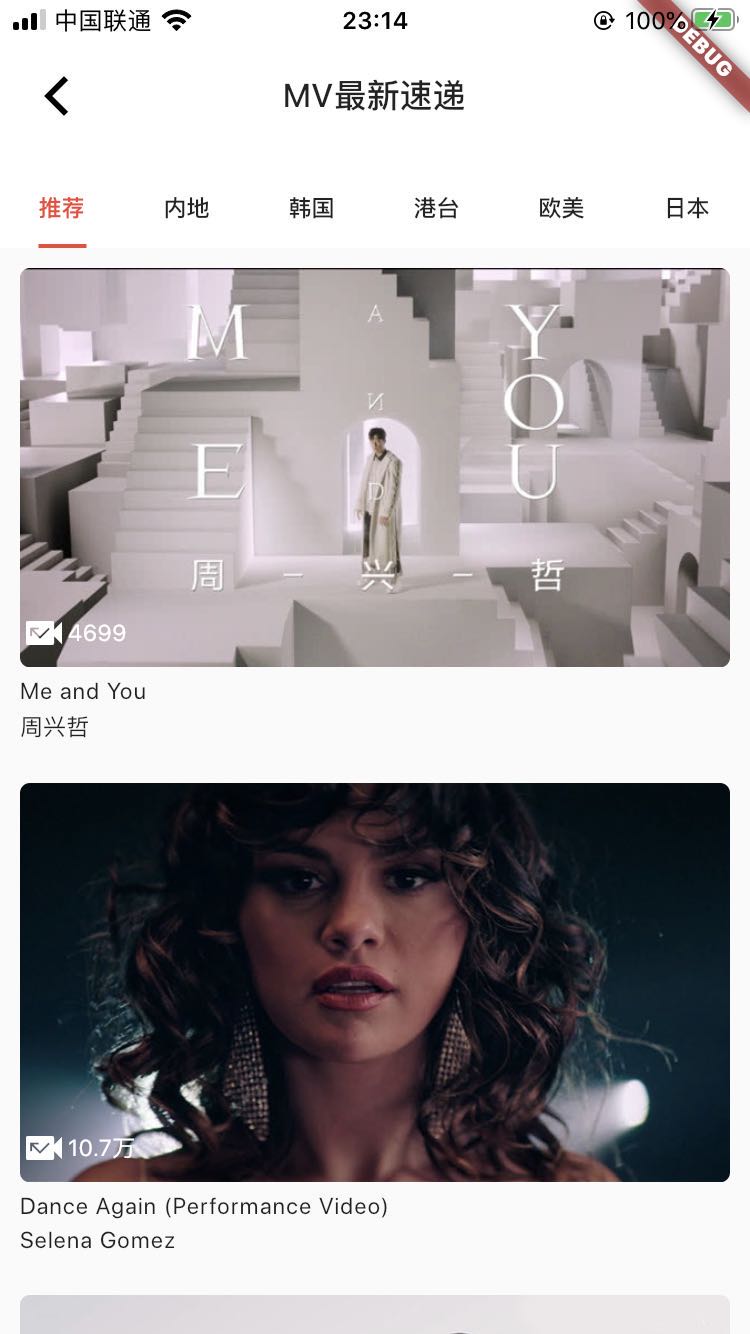 中国联通 23:14 100%
DEBUG
MV最新速递
推荐 内地 韩国 港台 欧美 日本
M A Y
N O
E D U
周 一 兴 一 哲
4699
Me and You
周兴哲
10.7万
Dance Again (Performance Video)
Selena Gomez